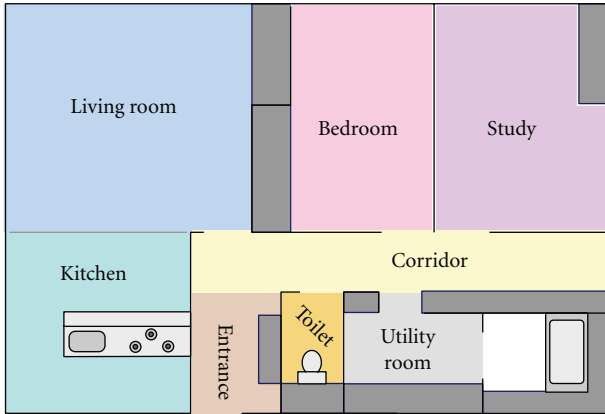 Living room
Bedroom
Study
Corridor
Kitchen
Entrance
Toilet
Utility
room